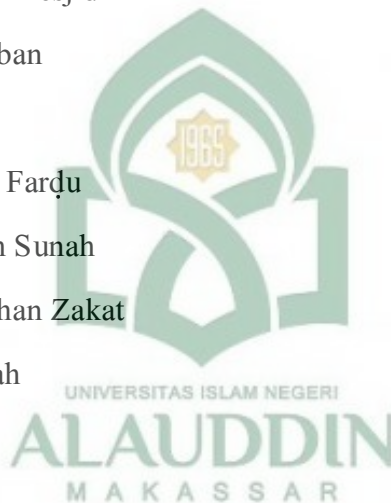 ban
Farḍu
Sunah
han Zakat
ah
1965
UNIVERSITAS ISLAM NEGERI
ALAUDDIN
MAKASSAR